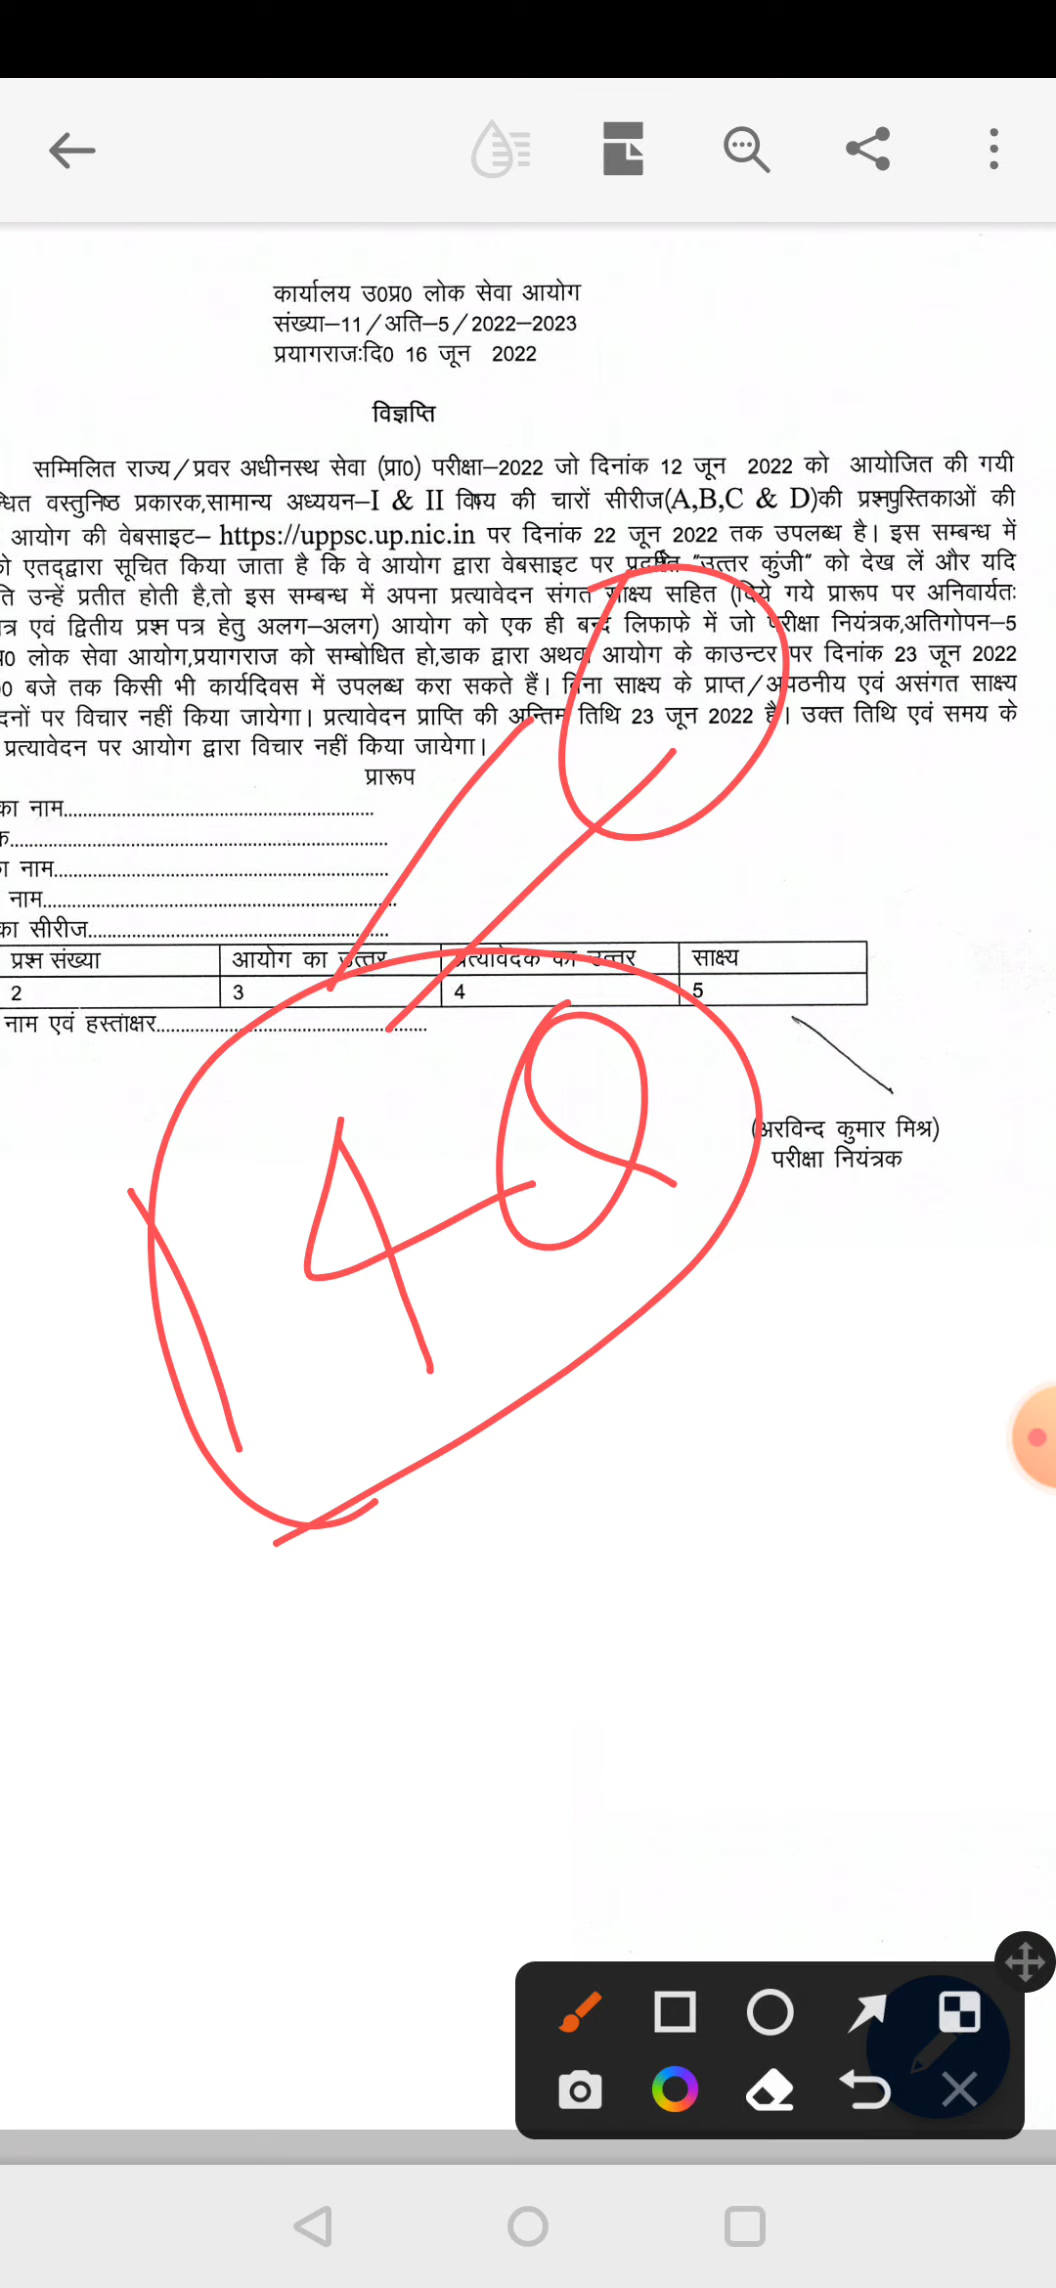 कार्यालय उ0प्र0 लोक सेवा आयोग
संख्या–11/अति–5/2022–2023
प्रयागराज:दि0 16 जून 2022
विज्ञप्ति
सम्मिलित राज्य/प्रवर अधीनस्थ सेवा (प्रा0) परीक्षा–2022 जो दिनांक 12 जून 2022 को आयोजित की गयी
वस्तुनिष्ठ प्रकारक,सामान्य अध्ययन–I & II विषय की चारों सीरीज(A,B,C & D)की प्रश्नपुस्तिकाओं की
आयोग की वेबसाइट– https://uppsc.up.nic.in पर दिनांक 22 जून 2022 तक उपलब्ध है। इस सम्बन्ध में
एतद्द्वारा सूचित किया जाता है कि वे आयोग द्वारा वेबसाइट पर प्रदर्शित "उत्तर कुंजी" को देख लें और यदि
उन्हें प्रतीत होती है,तो इस सम्बन्ध में अपना प्रत्यावेदन संगत साक्ष्य सहित (दिये गये प्रारूप पर अनिवार्यतः
एवं द्वितीय प्रश्न पत्र हेतु अलग–अलग) आयोग को एक ही बन्द लिफाफे में जो परीक्षा नियंत्रक,अतिगोपन–5
लोक सेवा आयोग,प्रयागराज को सम्बोधित हो,डाक द्वारा अथवा आयोग के काउन्टर पर दिनांक 23 जून 2022
बजे तक किसी भी कार्यदिवस में उपलब्ध करा सकते हैं। बिना साक्ष्य के प्राप्त/अपठनीय एवं असंगत साक्ष्य
पर विचार नहीं किया जायेगा। प्रत्यावेदन प्राप्ति की अन्तिम तिथि 23 जून 2022 है। उक्त तिथि एवं समय के
प्रत्यावेदन पर आयोग द्वारा विचार नहीं किया जायेगा।
प्रारूप
का नाम..............................
..............................
नाम..............................
नाम..............................
का सीरीज..............................
प्रश्न संख्या आयोग का उत्तर प्रत्यावेदक का उत्तर साक्ष्य
2 3 4 5
नाम एवं हस्ताक्षर..............................
(अरविन्द कुमार मिश्र)
परीक्षा नियंत्रक